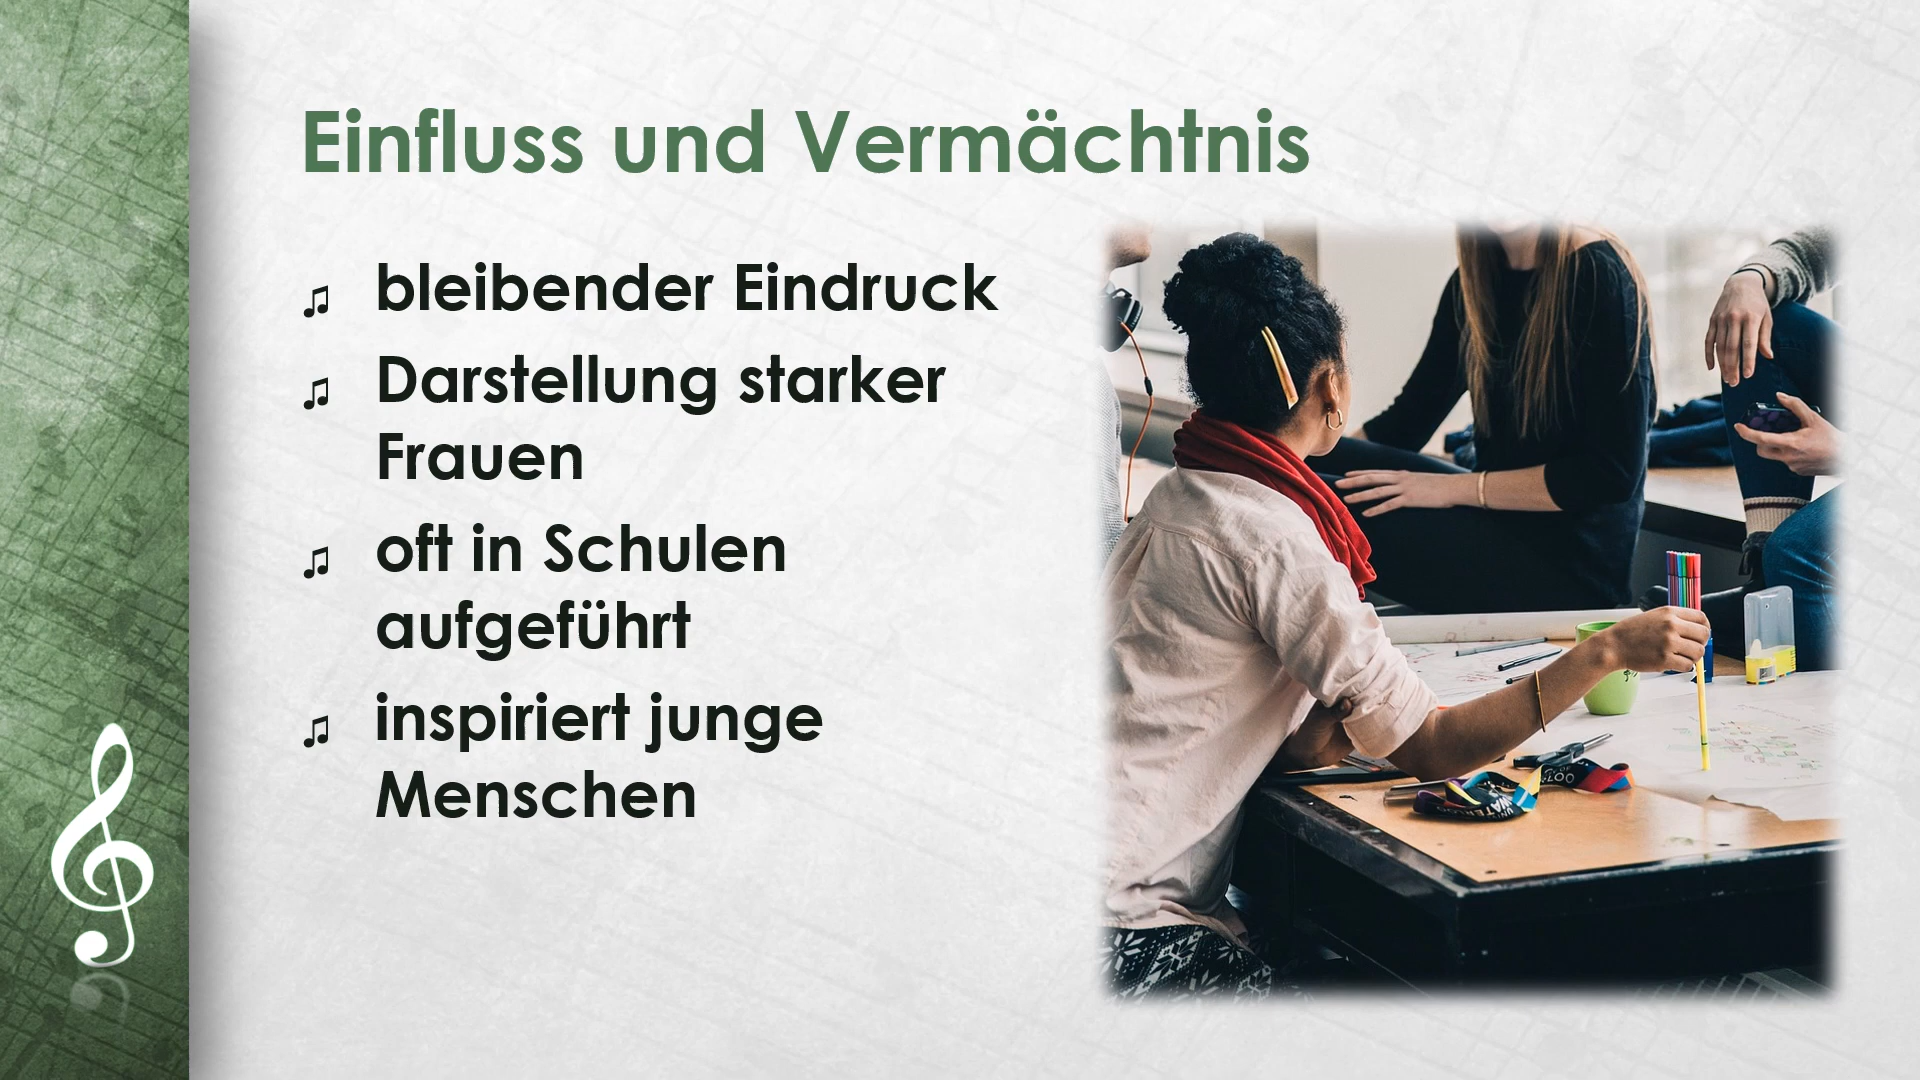 Einfluss und Vermächtnis
♫ bleibender Eindruck
♫ Darstellung starker
Frauen
♫ oft in Schulen
aufgeführt
♫ inspiriert junge
Menschen